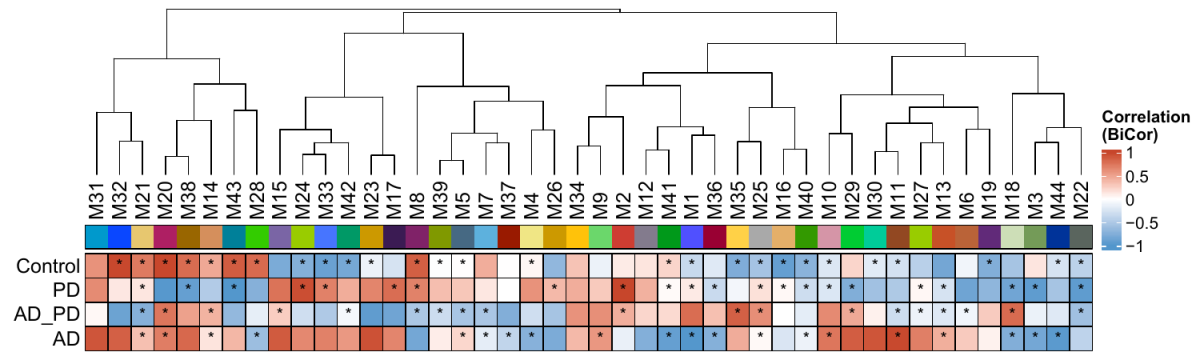 M31 M32 M21 M20 M38 M14 M43 M28 M15 M24 M33 M42 M23 M17 M8 M39 M5 M7 M37 M4 M26 M34 M9 M2 M12 M41 M1 M36 M35 M25 M16 M40 M10 M29 M30 M11 M27 M13 M6 M19 M18 M3 M44 M22
Control
PD
AD_PD
AD
Correlation
(BiCor)
1
0.5
0
−0.5
−1